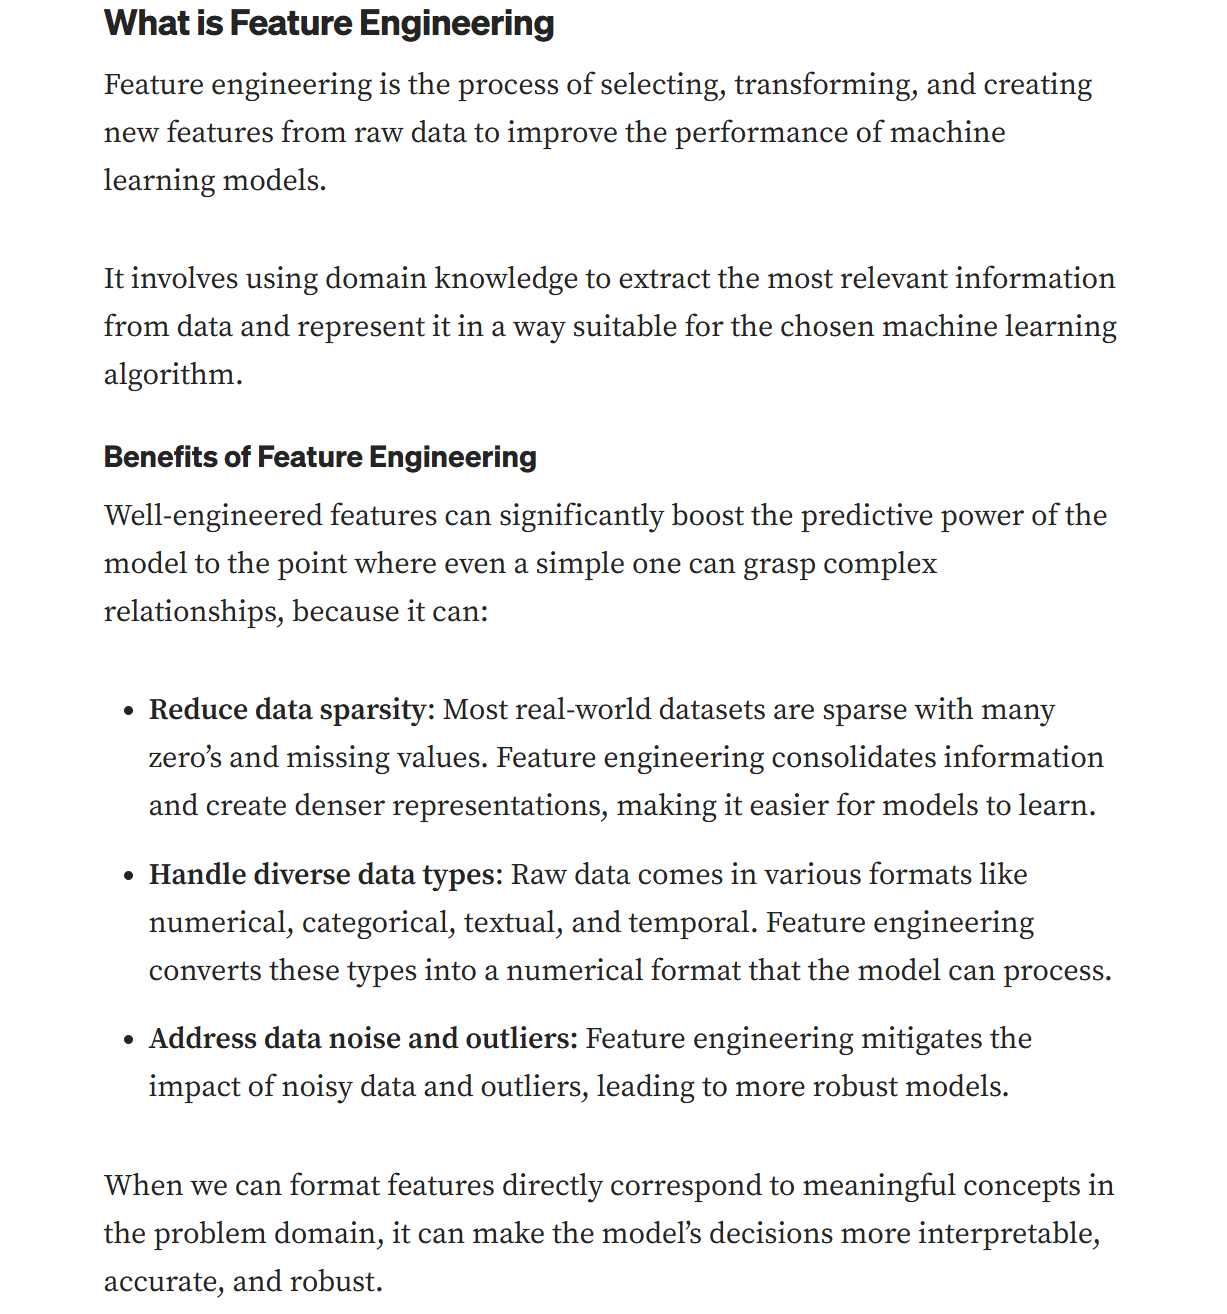 What is Feature Engineering
Feature engineering is the process of selecting, transforming, and creating
new features from raw data to improve the performance of machine
learning models.
It involves using domain knowledge to extract the most relevant information
from data and represent it in a way suitable for the chosen machine learning
algorithm.
Benefits of Feature Engineering
Well-engineered features can significantly boost the predictive power of the
model to the point where even a simple one can grasp complex
relationships, because it can:
• Reduce data sparsity: Most real-world datasets are sparse with many
zero’s and missing values. Feature engineering consolidates information
and create denser representations, making it easier for models to learn.
• Handle diverse data types: Raw data comes in various formats like
numerical, categorical, textual, and temporal. Feature engineering
converts these types into a numerical format that the model can process.
• Address data noise and outliers: Feature engineering mitigates the
impact of noisy data and outliers, leading to more robust models.
When we can format features directly correspond to meaningful concepts in
the problem domain, it can make the model’s decisions more interpretable,
accurate, and robust.